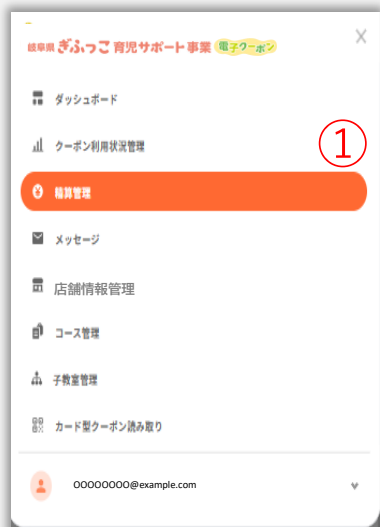 岐阜県 ぎふっこ 育児サポート事業 電子クーポン
X
ダッシュボード
クーポン利用状況管理
①
精算管理
メッセージ
店舗情報管理
コース管理
子教室管理
カード型クーポン読み取り
OOOOOOOO@example.com